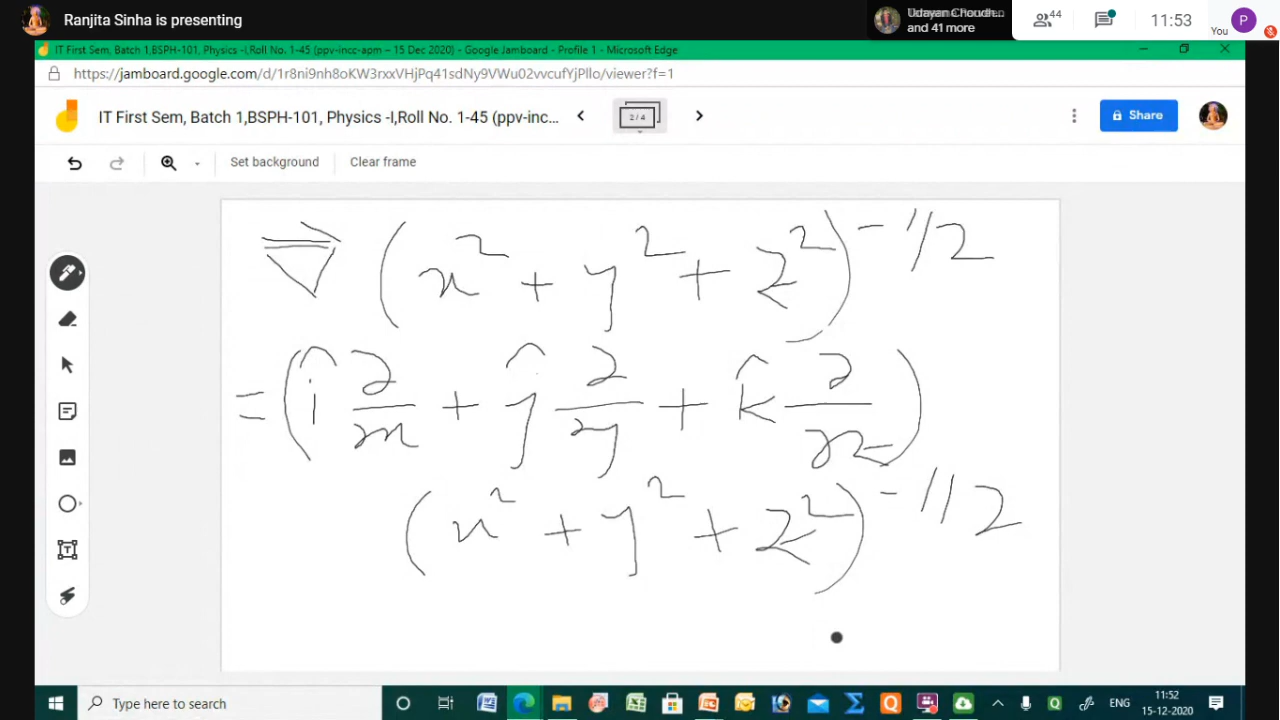 Ranjita Sinha is presenting
Udayana Choudh...
and 41 more
44
11:53
You
P
IT First Sem, Batch 1,BSPH-101, Physics -I,Roll No. 1-45 (ppv-incc-apm – 15 Dec 2020) - Google Jamboard - Profile 1 - Microsoft Edge
https://jamboard.google.com/d/1r8ni9nh8oKW3rxxVHjPq41sdNy9VWu02vvcufYjPllo/viewer?f=1
IT First Sem, Batch 1,BSPH-101, Physics -I,Roll No. 1-45 (ppv-inc...
2 / 4
Share
Set background
Clear frame
∇⃗ (x² + y² + z²)^-1/2
= (î ∂/∂x + ĵ ∂/∂y + k̂ ∂/∂z)
(x² + y² + z²)^-1/2
Type here to search
ENG
11:52
15-12-2020